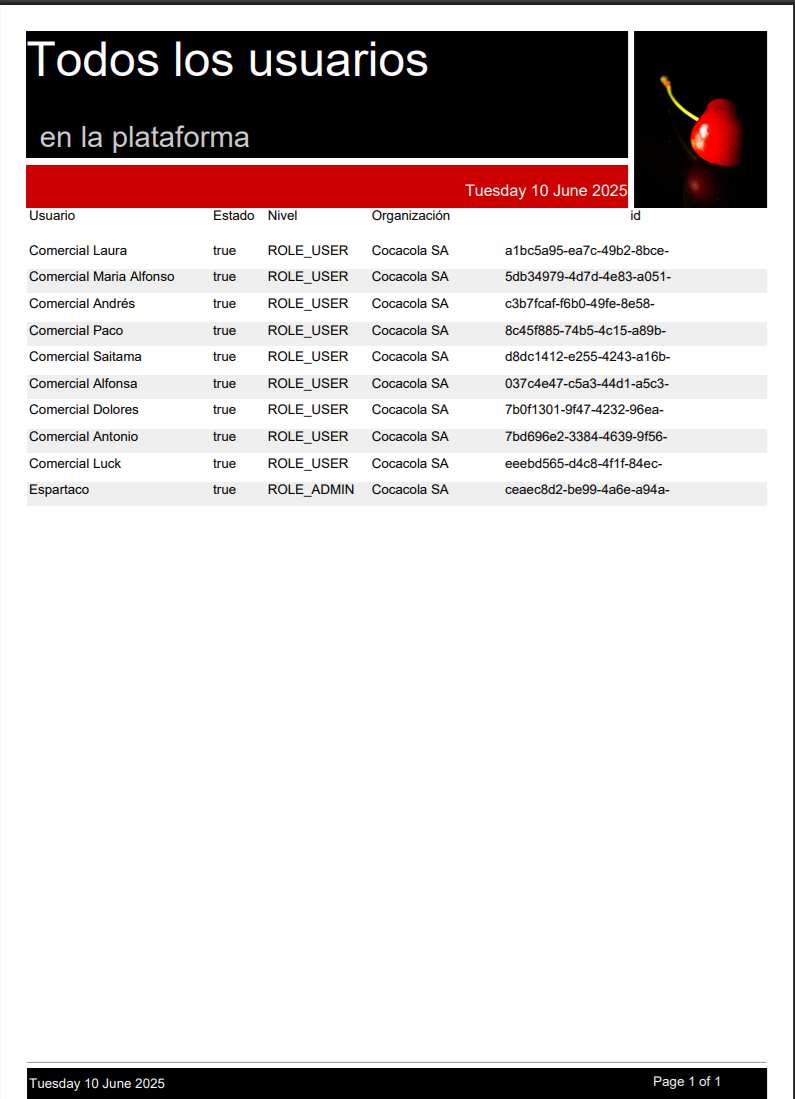 Todos los usuarios
en la plataforma
Tuesday 10 June 2025
Usuario Estado Nivel Organización id
Comercial Laura true ROLE_USER Cocacola SA a1bc5a95-ea7c-49b2-8bce-
Comercial Maria Alfonso true ROLE_USER Cocacola SA 5db34979-4d7d-4e83-a051-
Comercial Andrés true ROLE_USER Cocacola SA c3b7fcaf-f6b0-49fe-8e58-
Comercial Paco true ROLE_USER Cocacola SA 8c45f885-74b5-4c15-a89b-
Comercial Saitama true ROLE_USER Cocacola SA d8dc1412-e255-4243-a16b-
Comercial Alfonsa true ROLE_USER Cocacola SA 037c4e47-c5a3-44d1-a5c3-
Comercial Dolores true ROLE_USER Cocacola SA 7b0f1301-9f47-4232-96ea-
Comercial Antonio true ROLE_USER Cocacola SA 7bd696e2-3384-4639-9f56-
Comercial Luck true ROLE_USER Cocacola SA eeebd565-d4c8-4f1f-84ec-
Espartaco true ROLE_ADMIN Cocacola SA ceaec8d2-be99-4a6e-a94a-
Tuesday 10 June 2025 Page 1 of 1